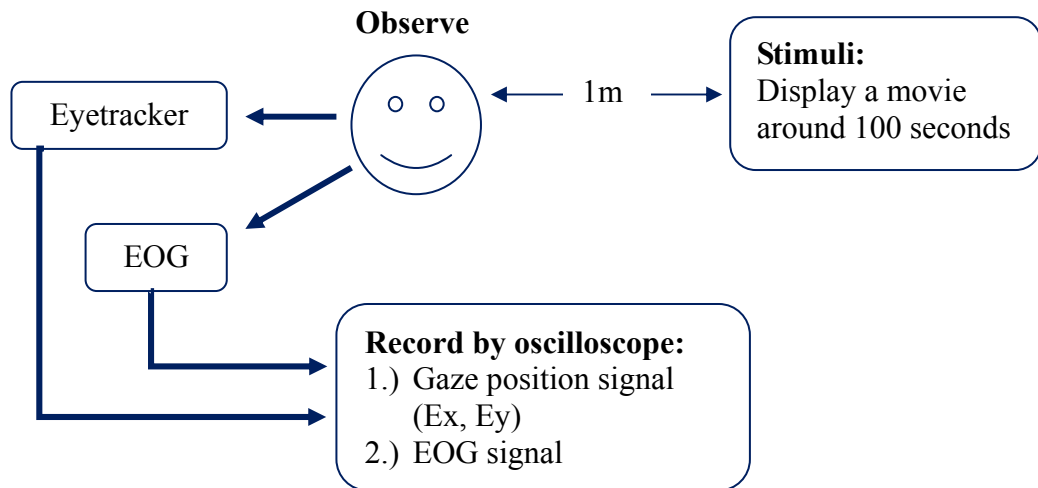 Observe
Stimuli:
Display a movie
around 100 seconds
1m
Eyetracker
EOG
Record by oscilloscope:
1.) Gaze position signal
(Ex, Ey)
2.) EOG signal